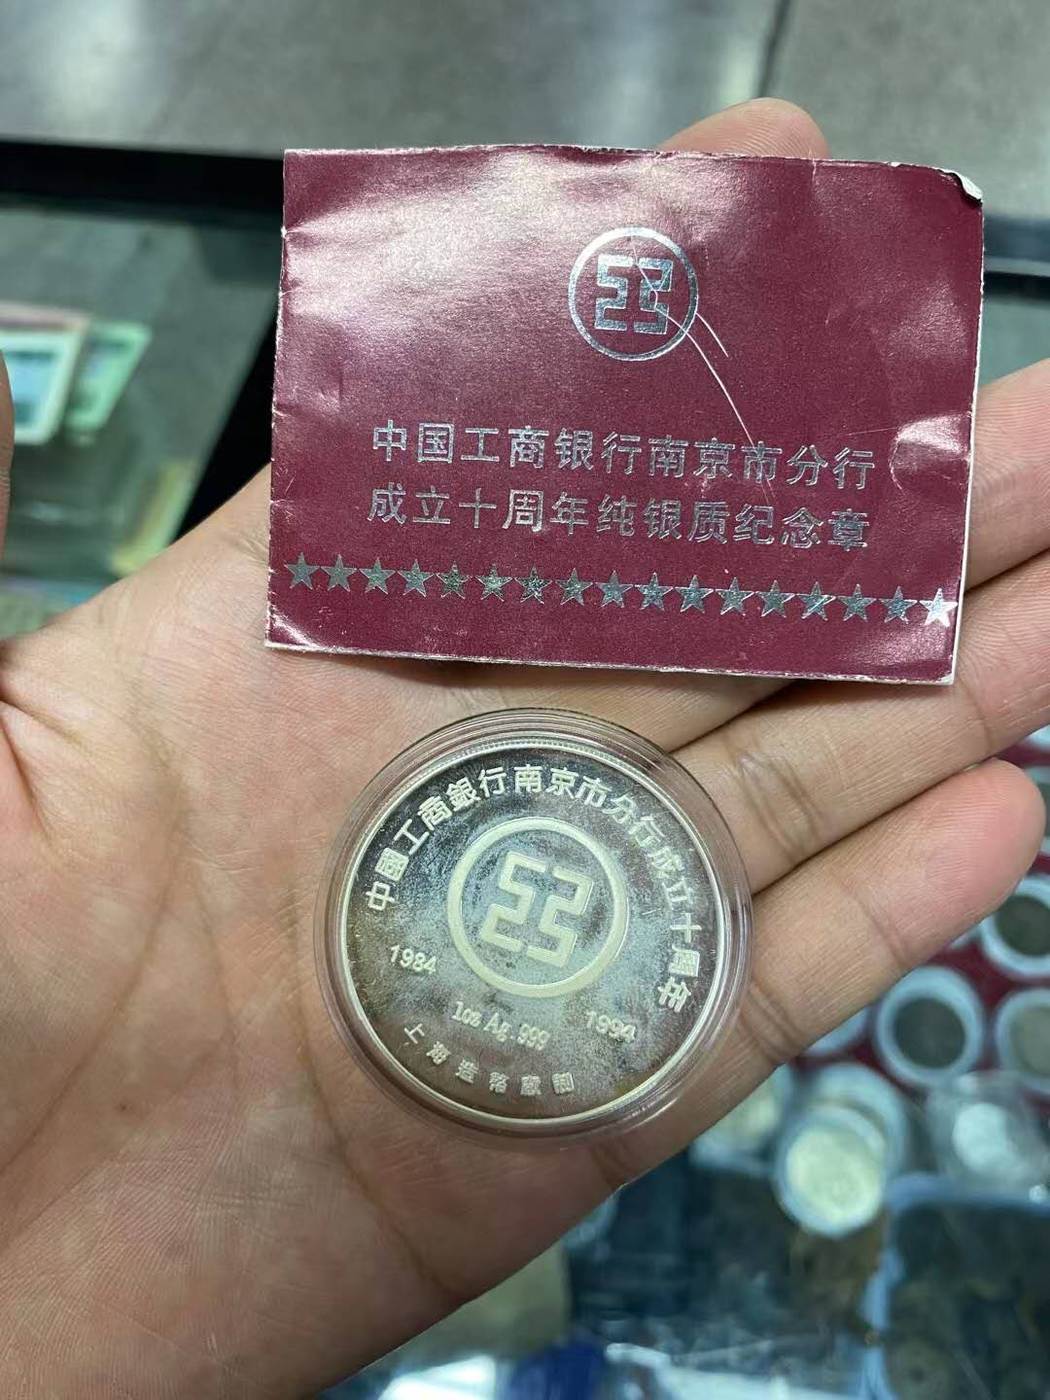 中国工商银行南京市分行
成立十周年纯银质纪念章
中國工商銀行南京市分行成立十周年
1984
1994
1oz Ag.999
上海造幣廠制